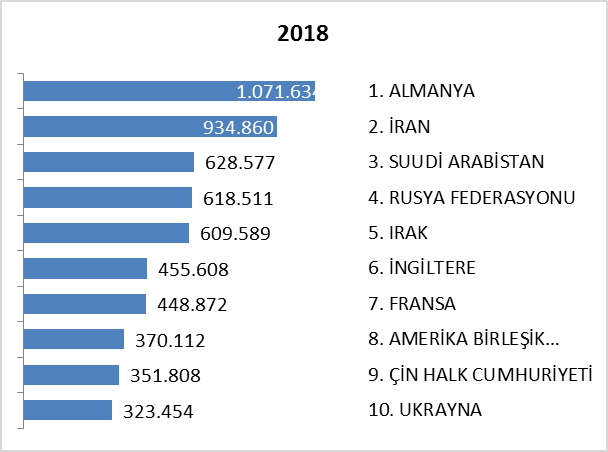 2018
1.071.634 1. ALMANYA
934.860 2. İRAN
628.577 3. SUUDİ ARABİSTAN
618.511 4. RUSYA FEDERASYONU
609.589 5. IRAK
455.608 6. İNGİLTERE
448.872 7. FRANSA
370.112 8. AMERİKA BİRLEŞİK...
351.808 9. ÇİN HALK CUMHURİYETİ
323.454 10. UKRAYNA